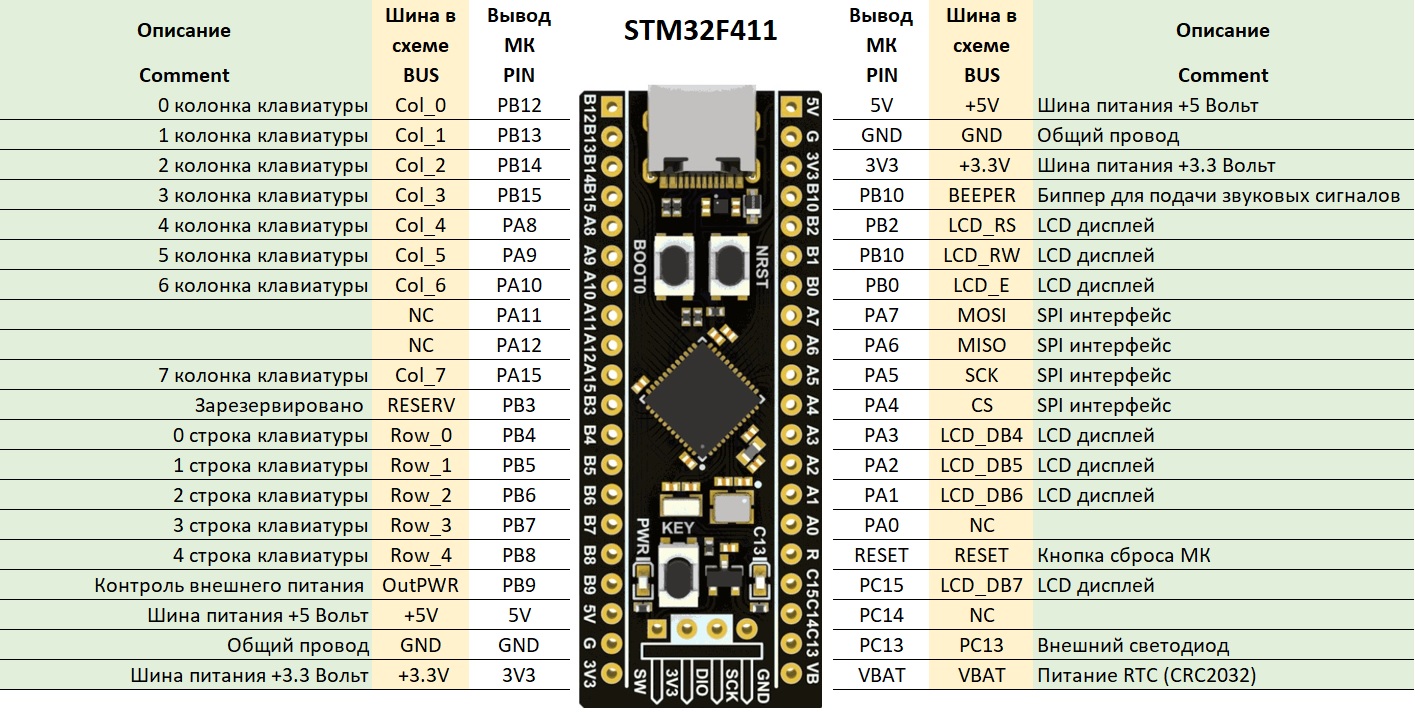 STM32F411
Описание Шина в схеме Вывод МК
Comment BUS PIN
0 колонка клавиатуры Col_0 PB12
1 колонка клавиатуры Col_1 PB13
2 колонка клавиатуры Col_2 PB14
3 колонка клавиатуры Col_3 PB15
4 колонка клавиатуры Col_4 PA8
5 колонка клавиатуры Col_5 PA9
6 колонка клавиатуры Col_6 PA10
NC PA11
NC PA12
7 колонка клавиатуры Col_7 PA15
Зарезервировано RESERV PB3
0 строка клавиатуры Row_0 PB4
1 строка клавиатуры Row_1 PB5
2 строка клавиатуры Row_2 PB6
3 строка клавиатуры Row_3 PB7
4 строка клавиатуры Row_4 PB8
Контроль внешнего питания OutPWR PB9
Шина питания +5 Вольт +5V 5V
Общий провод GND GND
Шина питания +3.3 Вольт +3.3V 3V3
B12 B13 B14 B15 A8 A9 A10 A11 A12 A15 B3 B4 B5 B6 B7 B8 B9 5V G 3V3
BOOT0
NRST
PWR
KEY
C13
SW 3V3 DIO SCK GND
5V G 3V3 B10 B2 B1 B0 A7 A6 A5 A4 A3 A2 A1 A0 R C15 C14 C13 VB
Вывод МК Шина в схеме Описание
PIN BUS Comment
5V +5V Шина питания +5 Вольт
GND GND Общий провод
3V3 +3.3V Шина питания +3.3 Вольт
PB10 BEEPER Биппер для подачи звуковых сигналов
PB2 LCD_RS LCD дисплей
PB10 LCD_RW LCD дисплей
PB0 LCD_E LCD дисплей
PA7 MOSI SPI интерфейс
PA6 MISO SPI интерфейс
PA5 SCK SPI интерфейс
PA4 CS SPI интерфейс
PA3 LCD_DB4 LCD дисплей
PA2 LCD_DB5 LCD дисплей
PA1 LCD_DB6 LCD дисплей
PA0 NC
RESET RESET Кнопка сброса МК
PC15 LCD_DB7 LCD дисплей
PC14 NC
PC13 PC13 Внешний светодиод
VBAT VBAT Питание RTC (CRC2032)